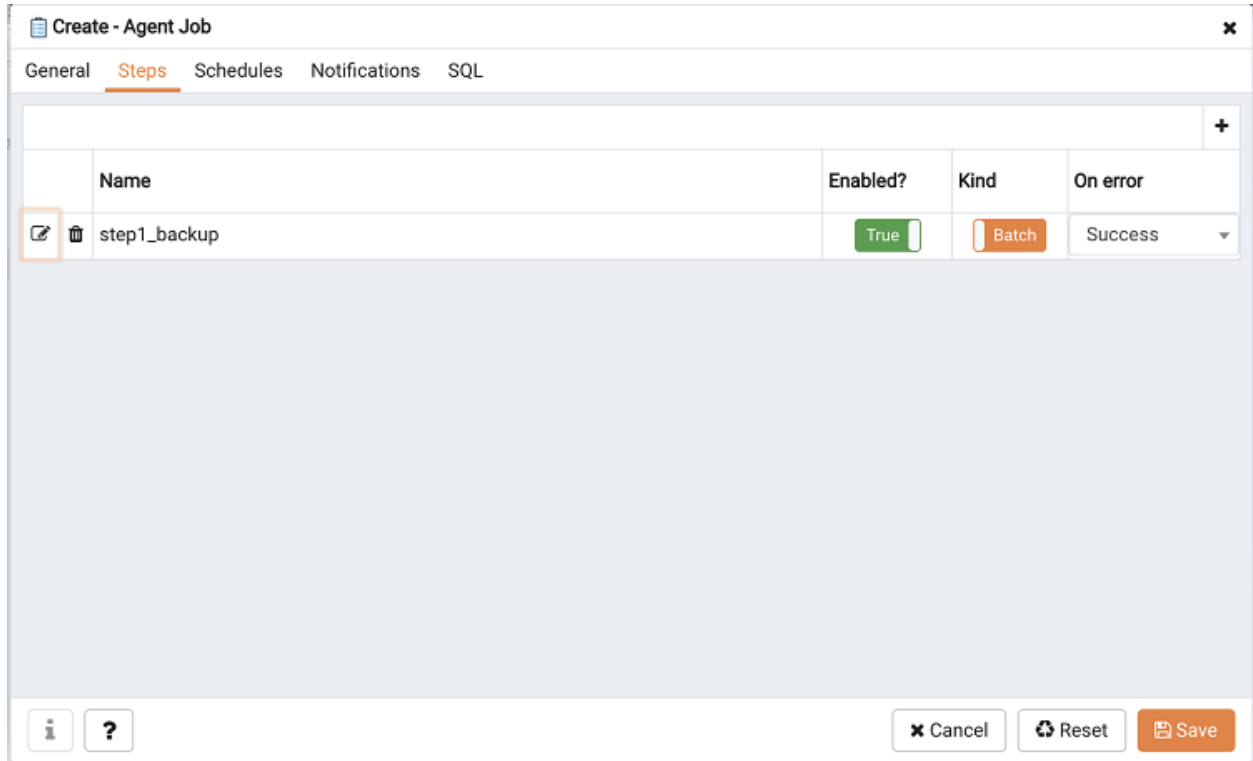 Create - Agent Job
General Steps Schedules Notifications SQL
Name Enabled? Kind On error
step1_backup True Batch Success
i ? Cancel Reset Save